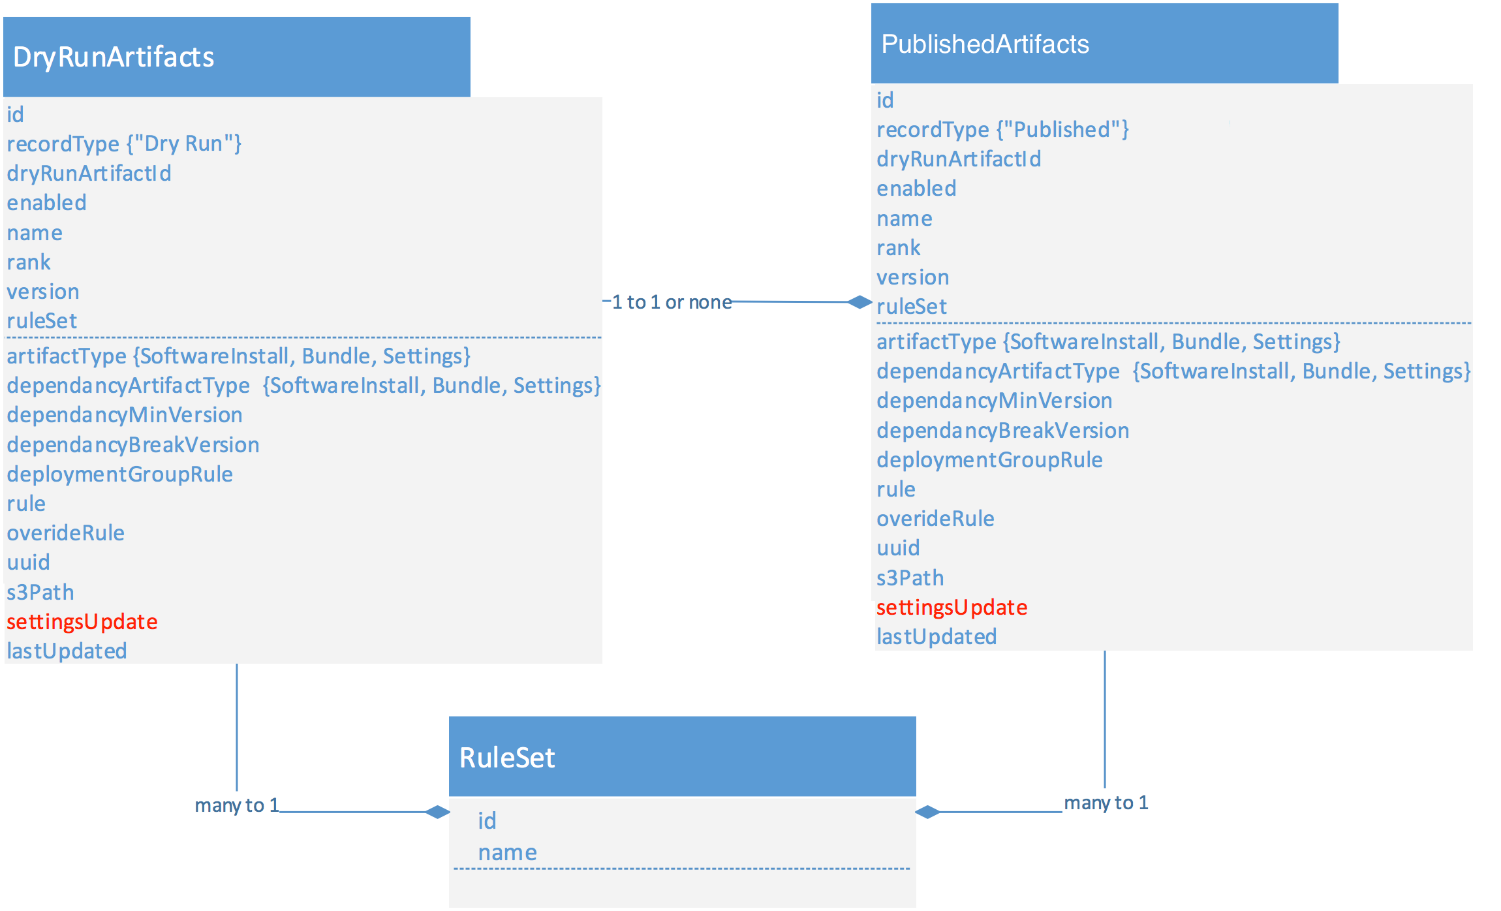 DryRunArtifacts
id
recordType {"Dry Run"}
dryRunArtifactId
enabled
name
rank
version
ruleSet
artifactType {SoftwareInstall, Bundle, Settings}
dependancyArtifactType {SoftwareInstall, Bundle, Settings}
dependancyMinVersion
dependancyBreakVersion
deploymentGroupRule
rule
overideRule
uuid
s3Path
settingsUpdate
lastUpdated
1 to 1 or none
PublishedArtifacts
id
recordType {"Published"}
dryRunArtifactId
enabled
name
rank
version
ruleSet
artifactType {SoftwareInstall, Bundle, Settings}
dependancyArtifactType {SoftwareInstall, Bundle, Settings}
dependancyMinVersion
dependancyBreakVersion
deploymentGroupRule
rule
overideRule
uuid
s3Path
settingsUpdate
lastUpdated
many to 1
RuleSet
id
name
many to 1